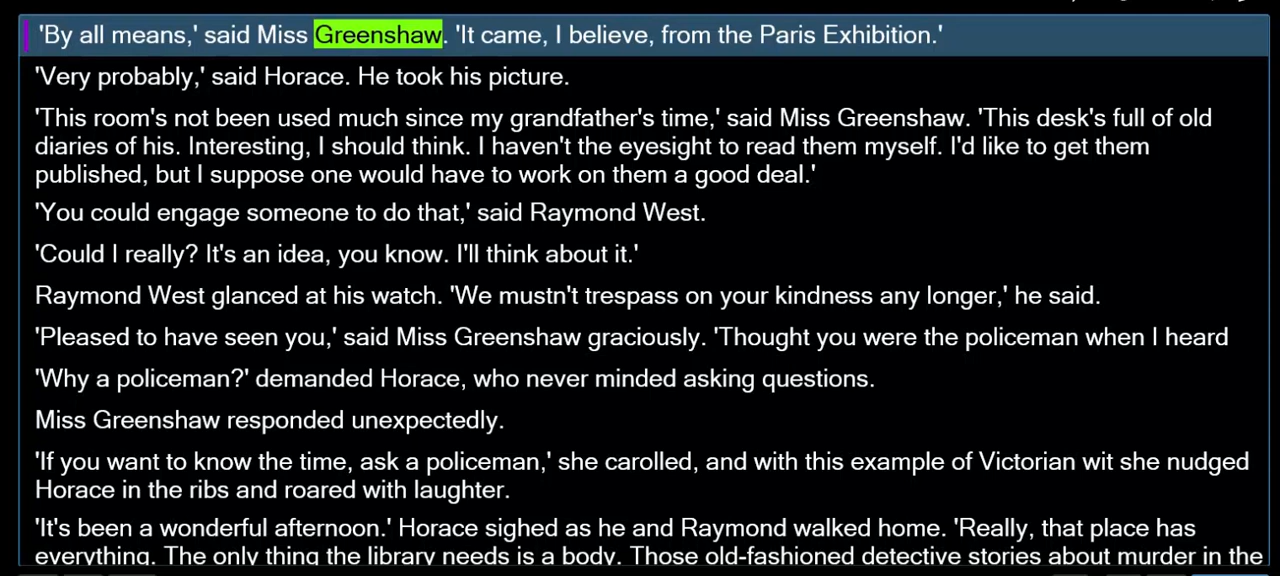 'By all means,' said Miss Greenshaw. 'It came, I believe, from the Paris Exhibition.'
'Very probably,' said Horace. He took his picture.
'This room's not been used much since my grandfather's time,' said Miss Greenshaw. 'This desk's full of old
diaries of his. Interesting, I should think. I haven't the eyesight to read them myself. I'd like to get them
published, but I suppose one would have to work on them a good deal.'
'You could engage someone to do that,' said Raymond West.
'Could I really? It's an idea, you know. I'll think about it.'
Raymond West glanced at his watch. 'We mustn't trespass on your kindness any longer,' he said.
'Pleased to have seen you,' said Miss Greenshaw graciously. 'Thought you were the policeman when I heard
'Why a policeman?' demanded Horace, who never minded asking questions.
Miss Greenshaw responded unexpectedly.
'If you want to know the time, ask a policeman,' she carolled, and with this example of Victorian wit she nudged
Horace in the ribs and roared with laughter.
'It's been a wonderful afternoon.' Horace sighed as he and Raymond walked home. 'Really, that place has
everything. The only thing the library needs is a body. Those old-fashioned detective stories about murder in the